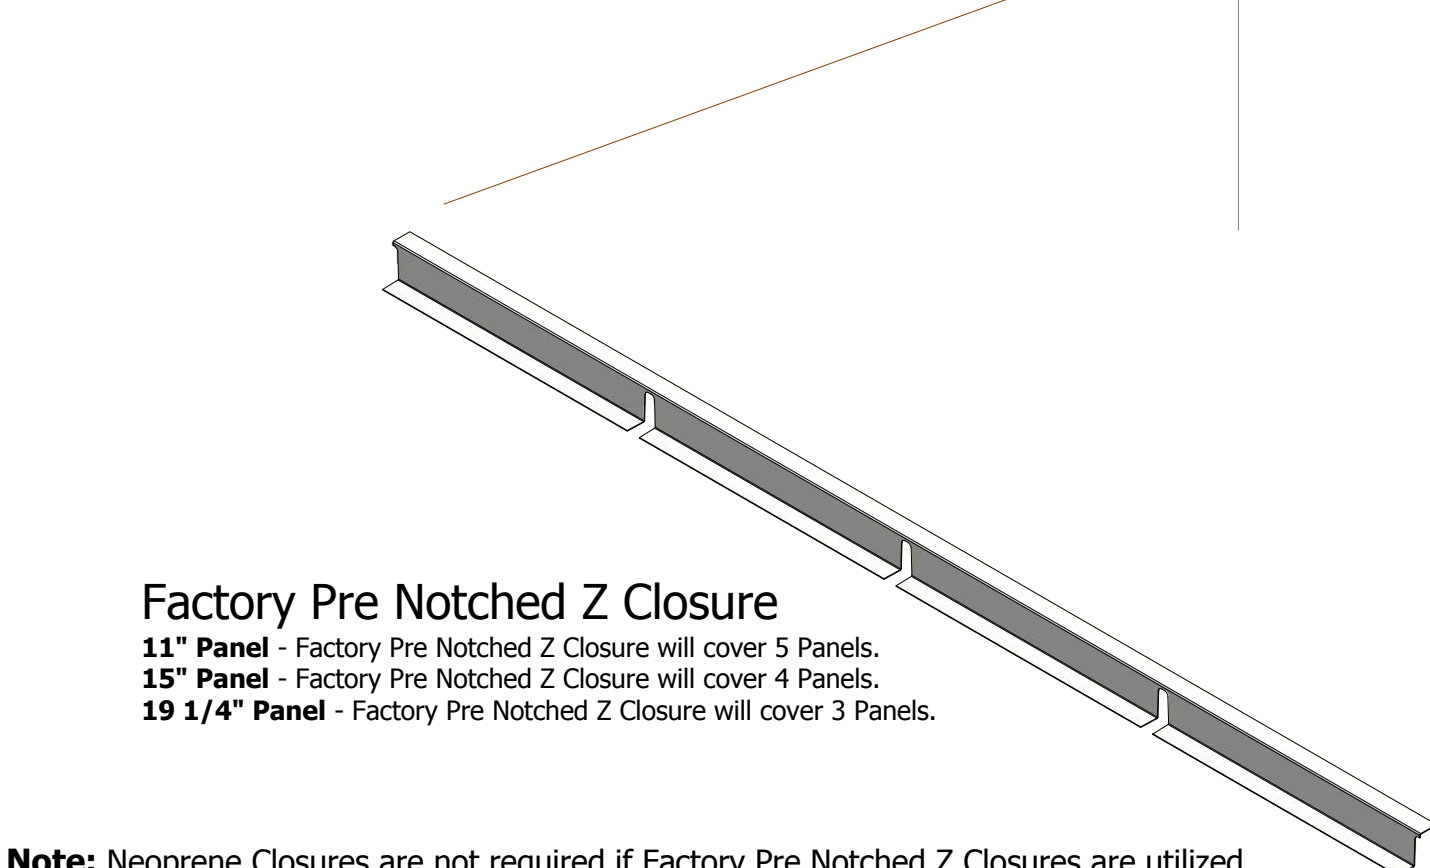 Factory Pre Notched Z Closure
11" Panel - Factory Pre Notched Z Closure will cover 5 Panels.
15" Panel - Factory Pre Notched Z Closure will cover 4 Panels.
19 1/4" Panel - Factory Pre Notched Z Closure will cover 3 Panels.
Note: Neoprene Closures are not required if Factory Pre Notched Z Closures are utilized